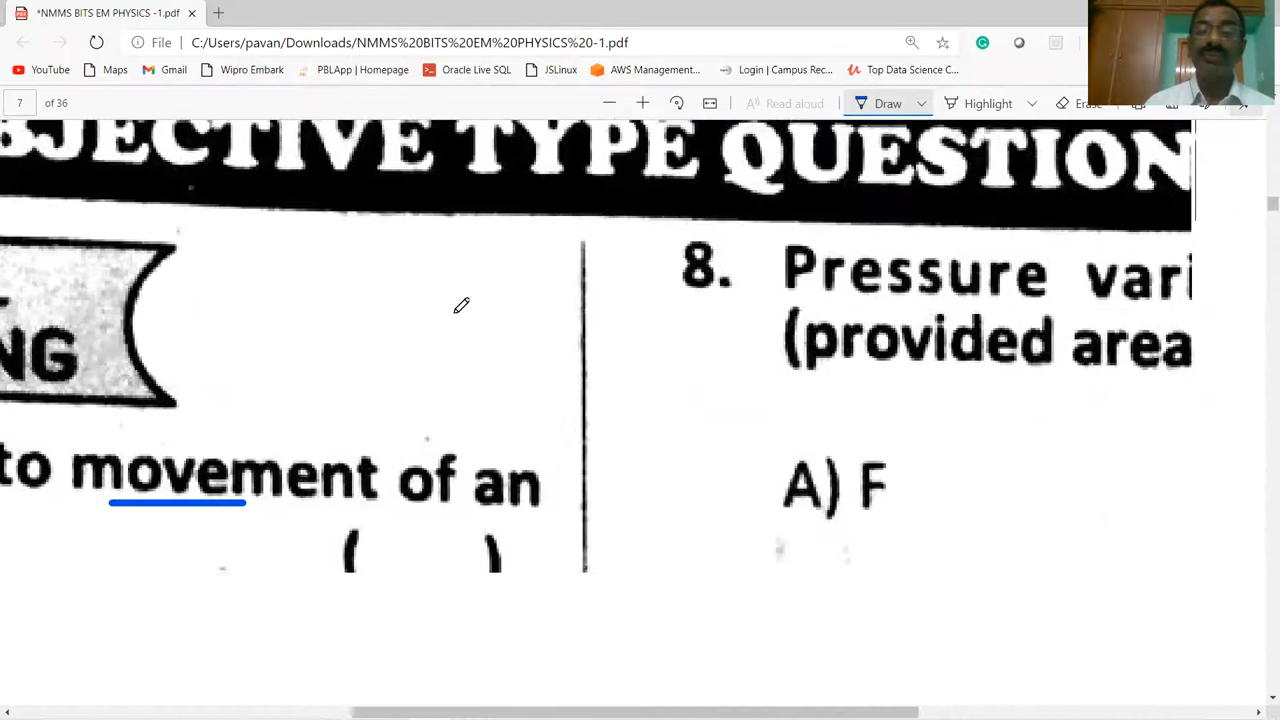 *NMMS BITS EM PHYSICS -1.pdf
File
C:/Users/pavan/Downloads/NMMS%20BITS%20EM%20PHYSICS%20-1.pdf
YouTube
Maps
Gmail
Wipro Embark
PBLApp | Homepage
Oracle Live SQL
JSLinux
AWS Management...
Login | Campus Rec...
Top Data Science C...
7 of 36
Read aloud
Draw
Highlight
Erase
BJECTIVE TYPE QUESTION
NG
to movement of an
( )
8. Pressure vari
(provided area
A) F